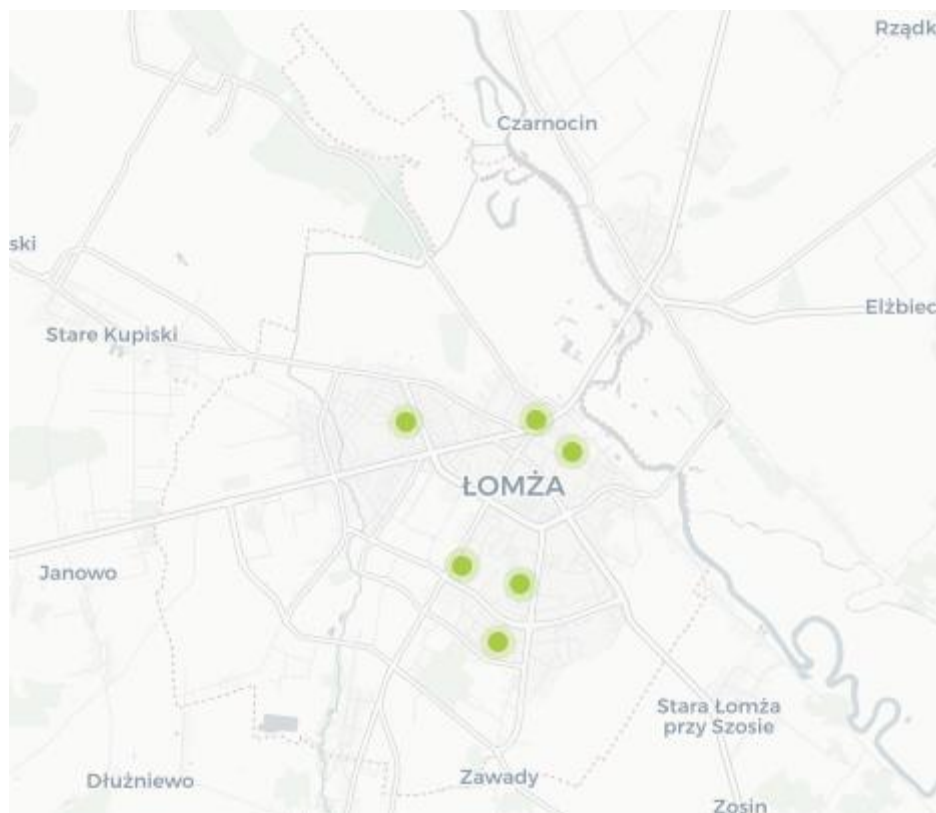 Rządk
Czarnocin
ski
Elżbiec
Stare Kupiski
ŁOMŻA
Janowo
Stara Łomża
przy Szosie
Dłużniewo
Zawady
Zosin